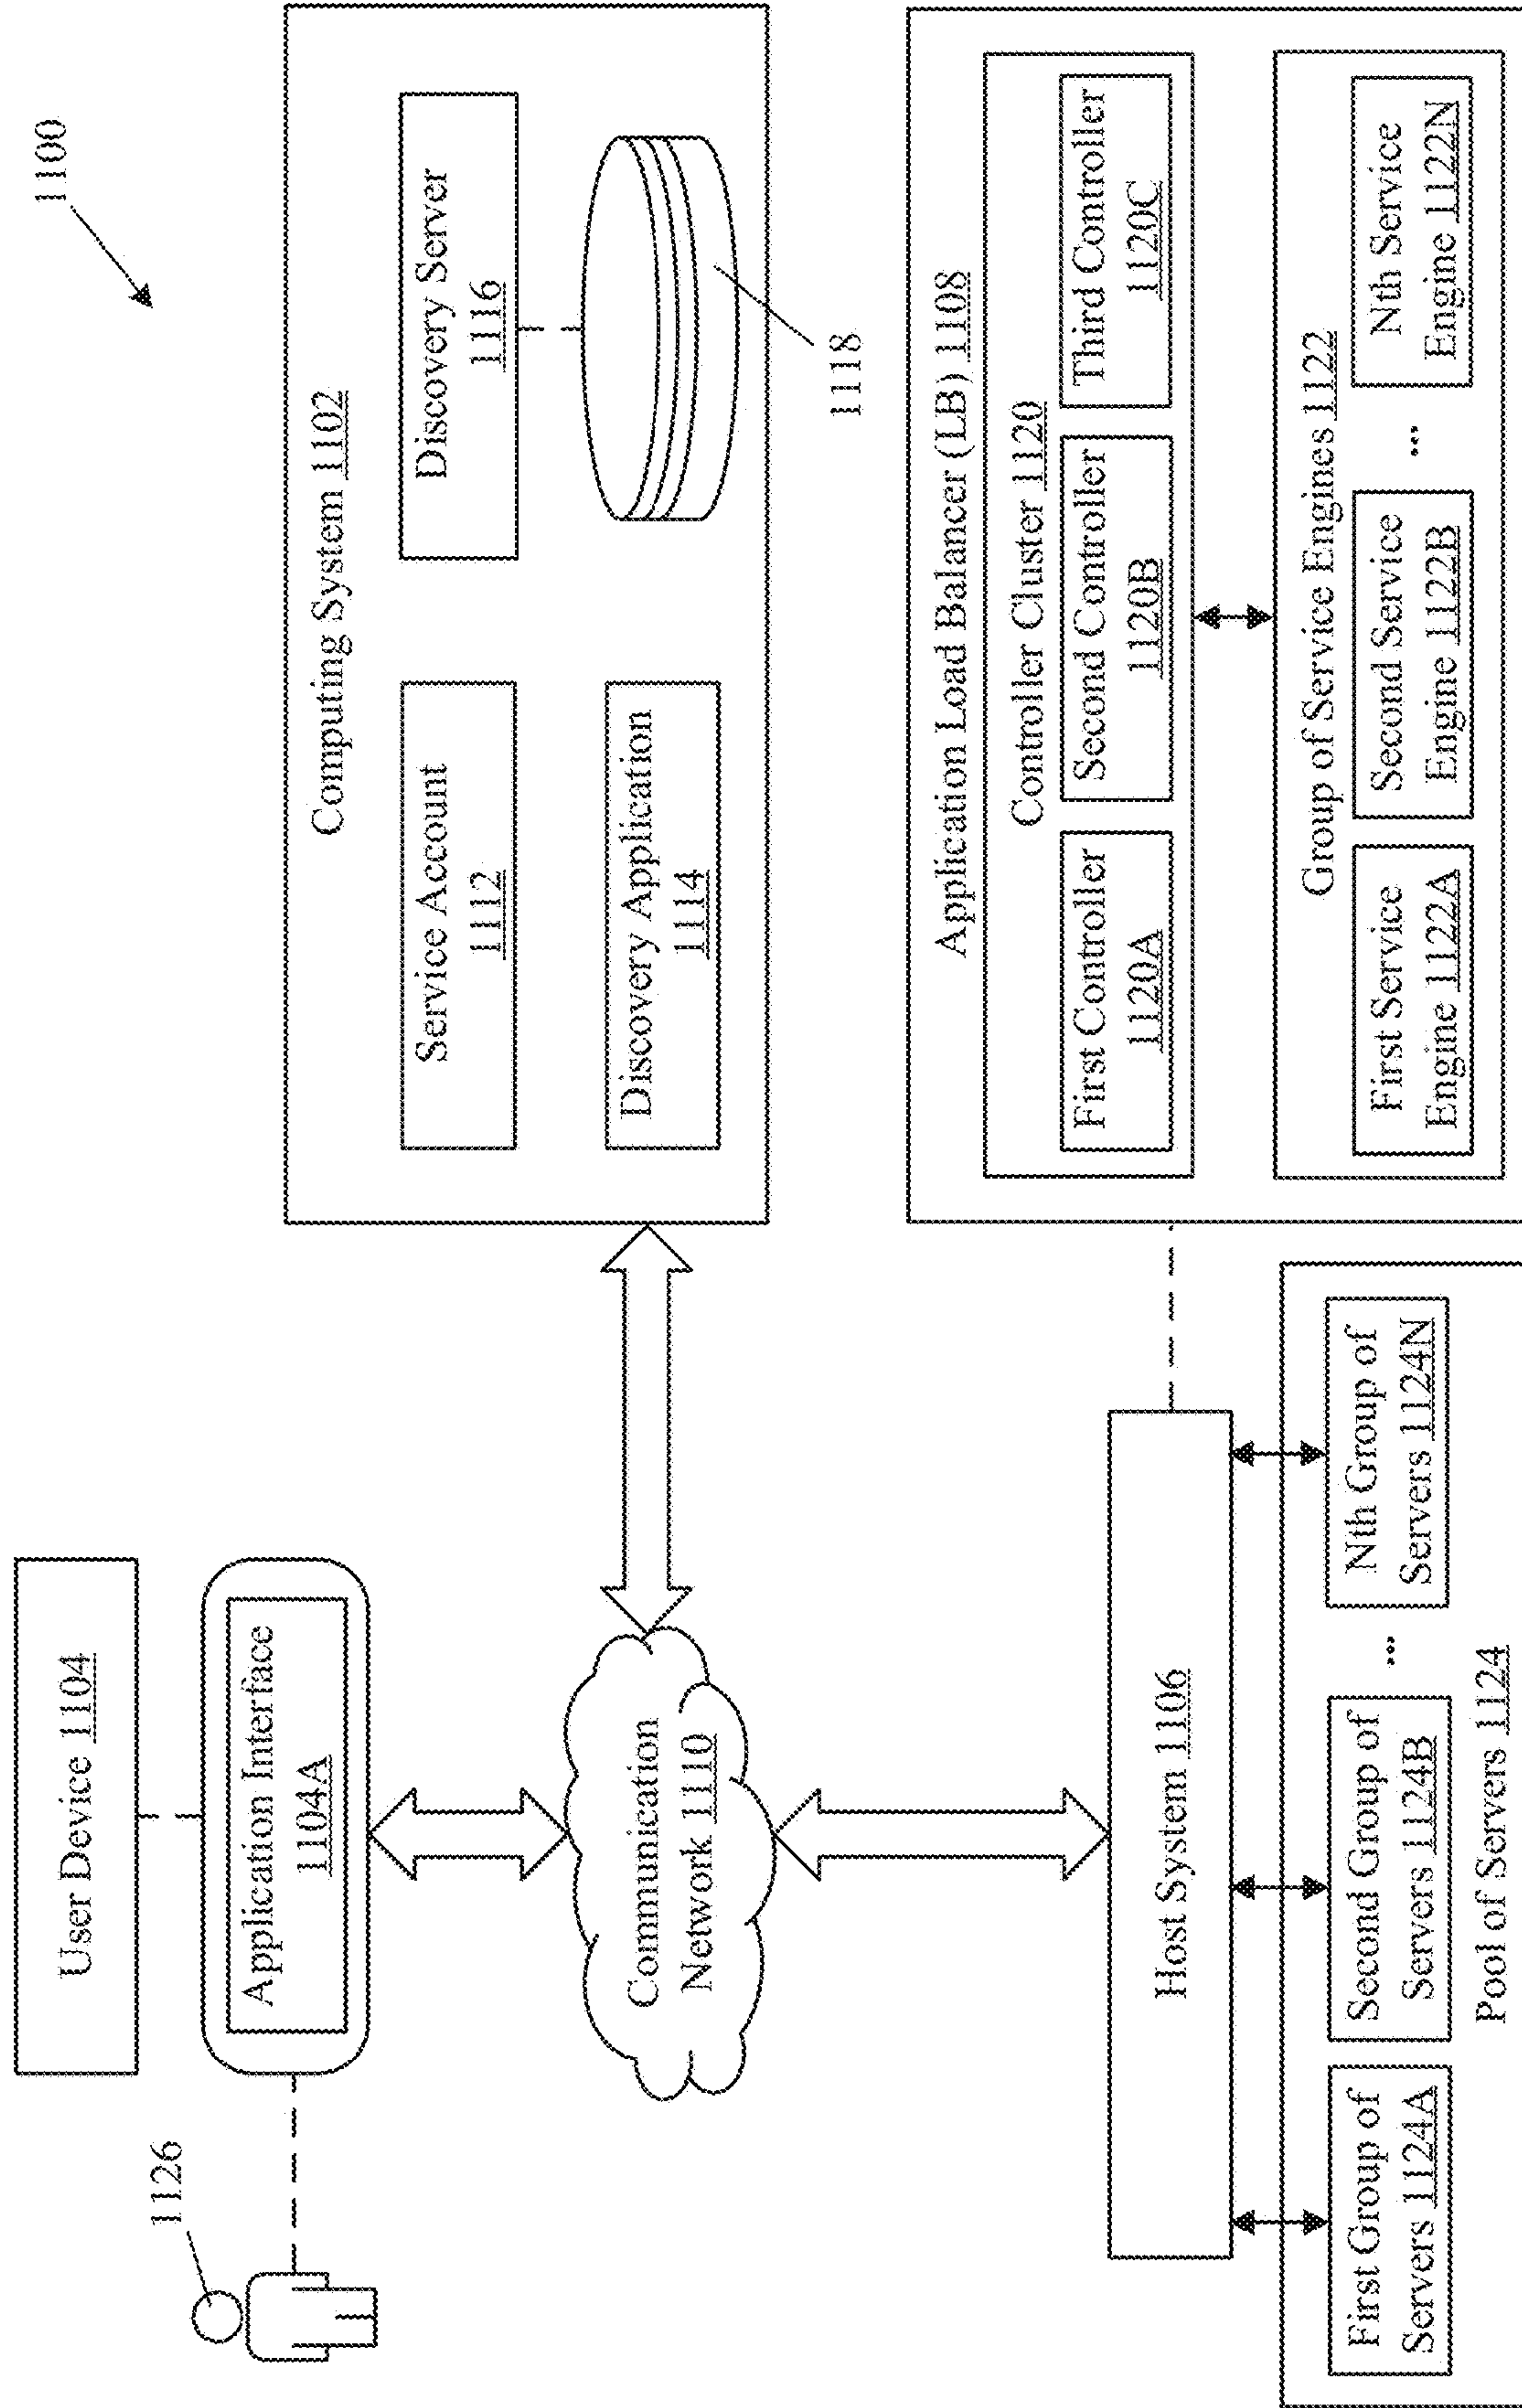 1100
User Device 1104
1126
Application Interface
1104A
Communication
Network 1110
Computing System 1102
Service Account
1112
Discovery Server
1116
Discovery Application
1114
1118
Host System 1106
First Group of
Servers 1124A
Second Group of
Servers 1124B
...
Nth Group of
Servers 1124N
Pool of Servers 1124
Application Load Balancer (LB) 1108
Controller Cluster 1120
First Controller
1120A
Second Controller
1120B
Third Controller
1120C
Group of Service Engines 1122
First Service
Engine 1122A
Second Service
Engine 1122B
...
Nth Service
Engine 1122N